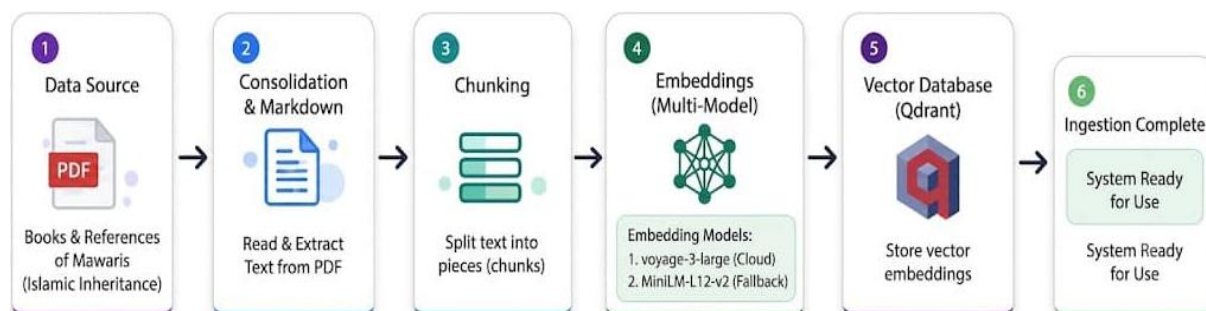 1
Data Source
PDF
Books & References
of Mawaris
(Islamic Inheritance)
2
Consolidation
& Markdown
Read & Extract
Text from PDF
3
Chunking
Split text into
pieces (chunks)
4
Embeddings
(Multi-Model)
Embedding Models:
1. voyage-3-large (Cloud)
2. MiniLM-L12-v2 (Fallback)
5
Vector Database
(Qdrant)
Store vector
embeddings
6
Ingestion Complete
System Ready
for Use
System Ready
for Use